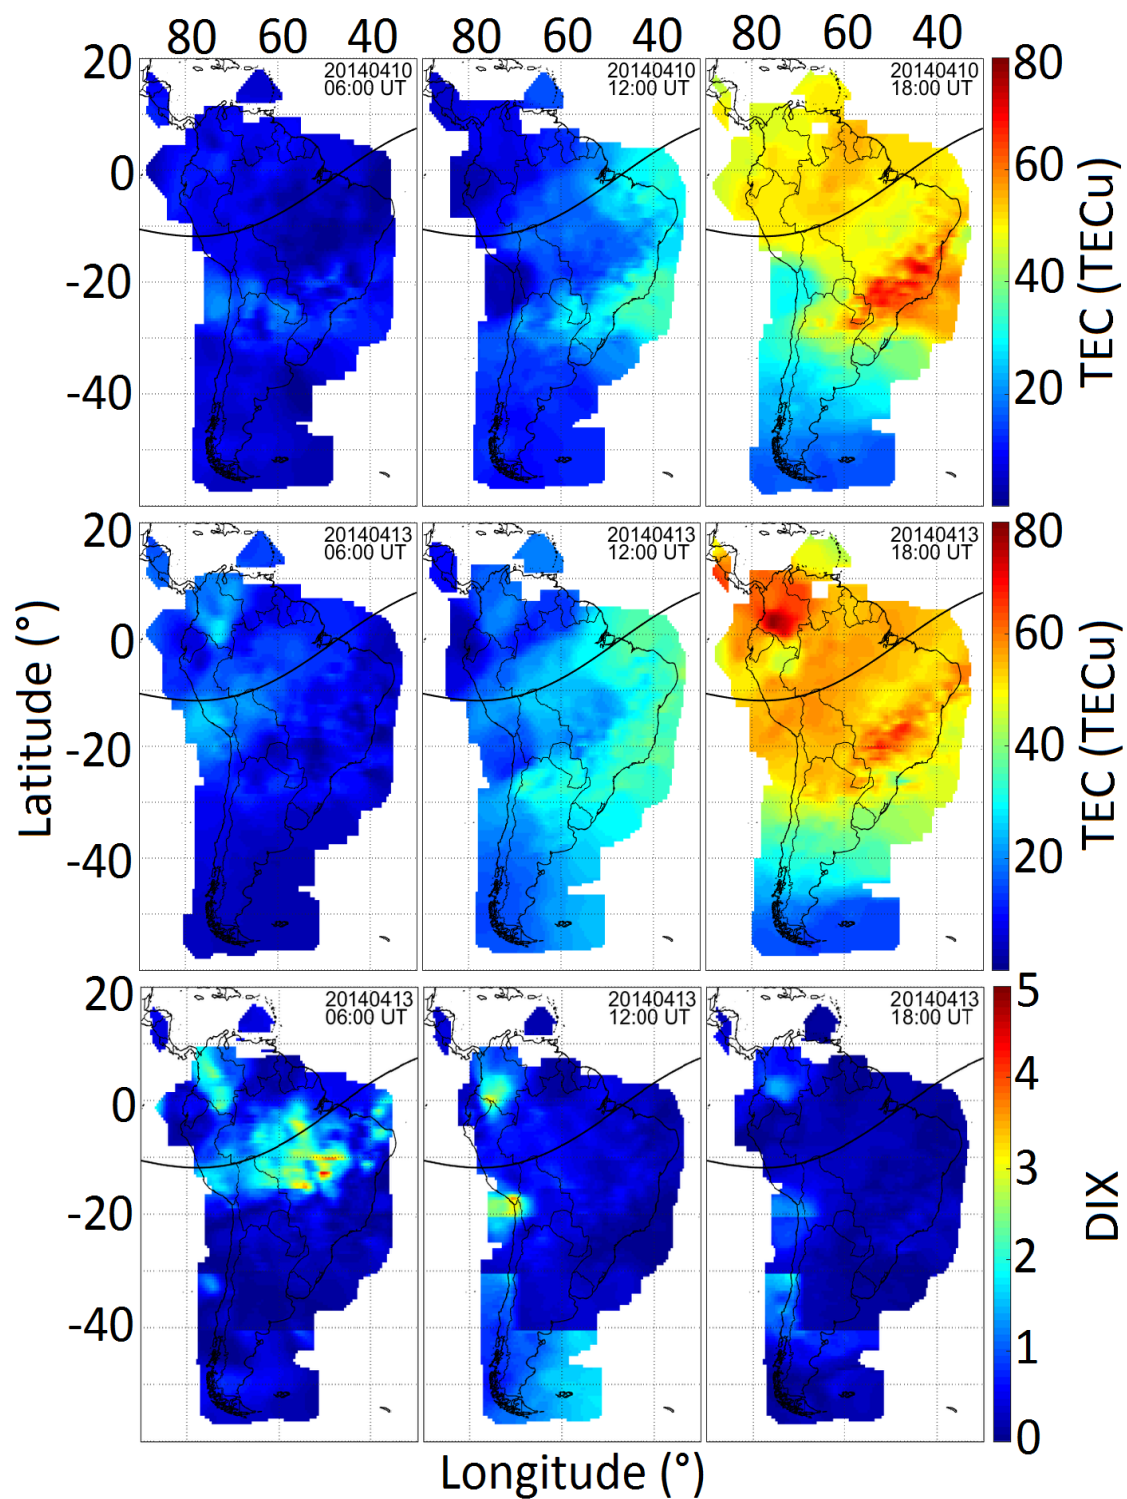 80 60 40 80 60 40 80 60 40
20 0 -20 -40
20140410
06:00 UT
20140410
12:00 UT
20140410
18:00 UT
80 60 40 20
TEC (TECu)
20 0 -20 -40
20140413
06:00 UT
20140413
12:00 UT
20140413
18:00 UT
80 60 40 20
TEC (TECu)
Latitude (°)
20 0 -20 -40
20140413
06:00 UT
20140413
12:00 UT
20140413
18:00 UT
5 4 3 2 1 0
DIX
Longitude (°)